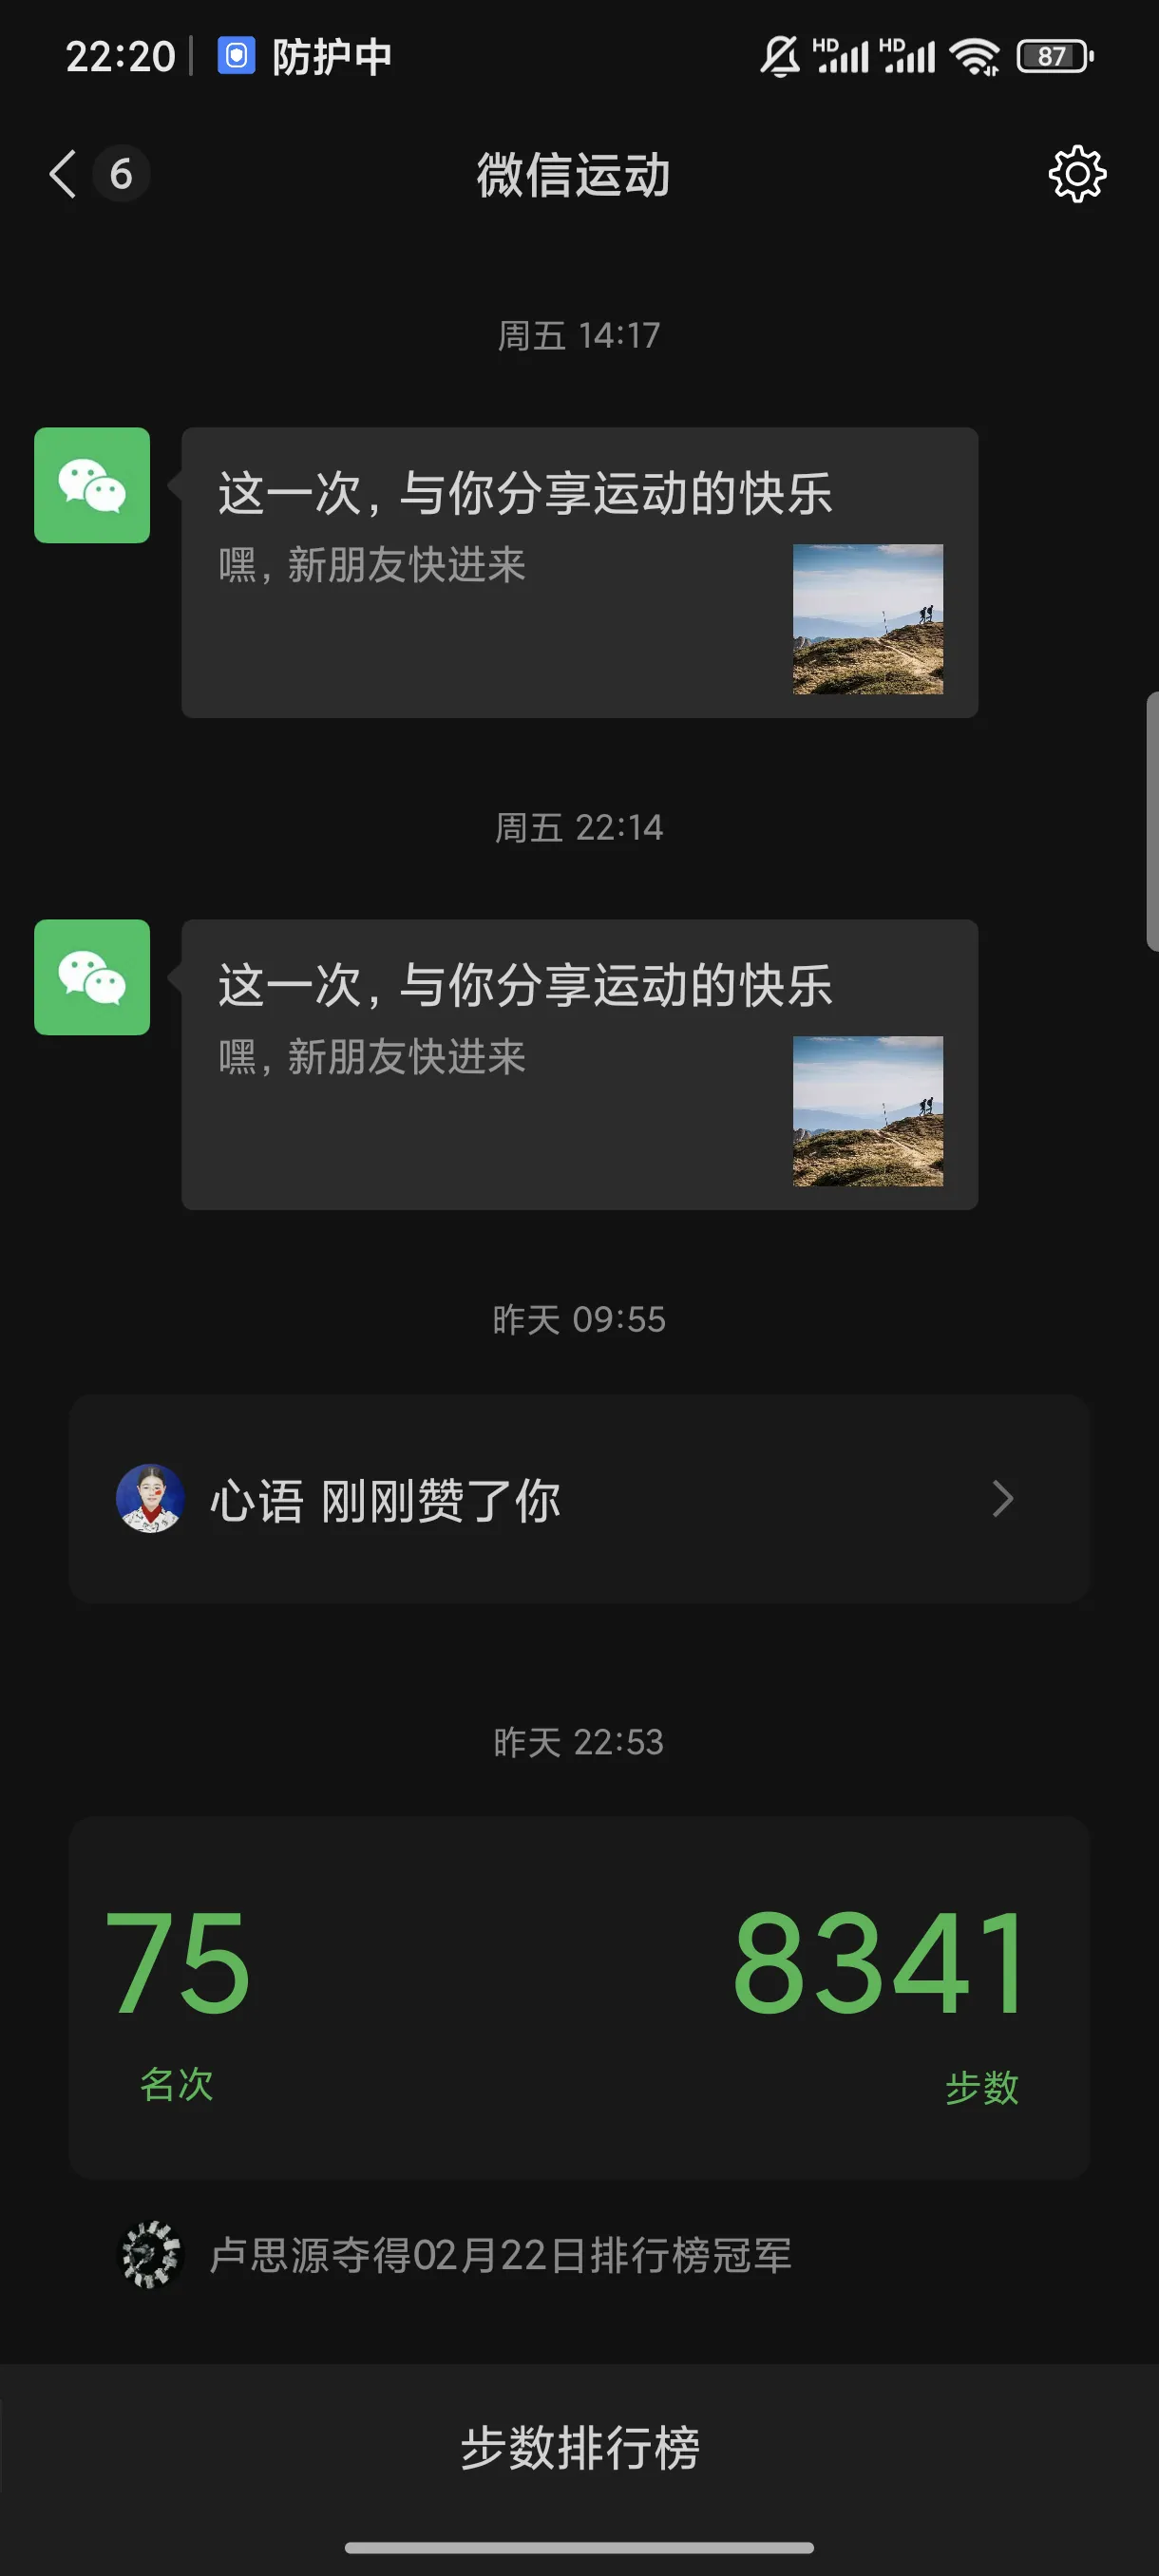 22:20 防护中 HD HD 87
6 微信运动
周五 14:17
这一次，与你分享运动的快乐
嘿，新朋友快进来
周五 22:14
这一次，与你分享运动的快乐
嘿，新朋友快进来
昨天 09:55
心语 刚刚赞了你
昨天 22:53
75 8341
名次 步数
卢思源夺得02月22日排行榜冠军
步数排行榜